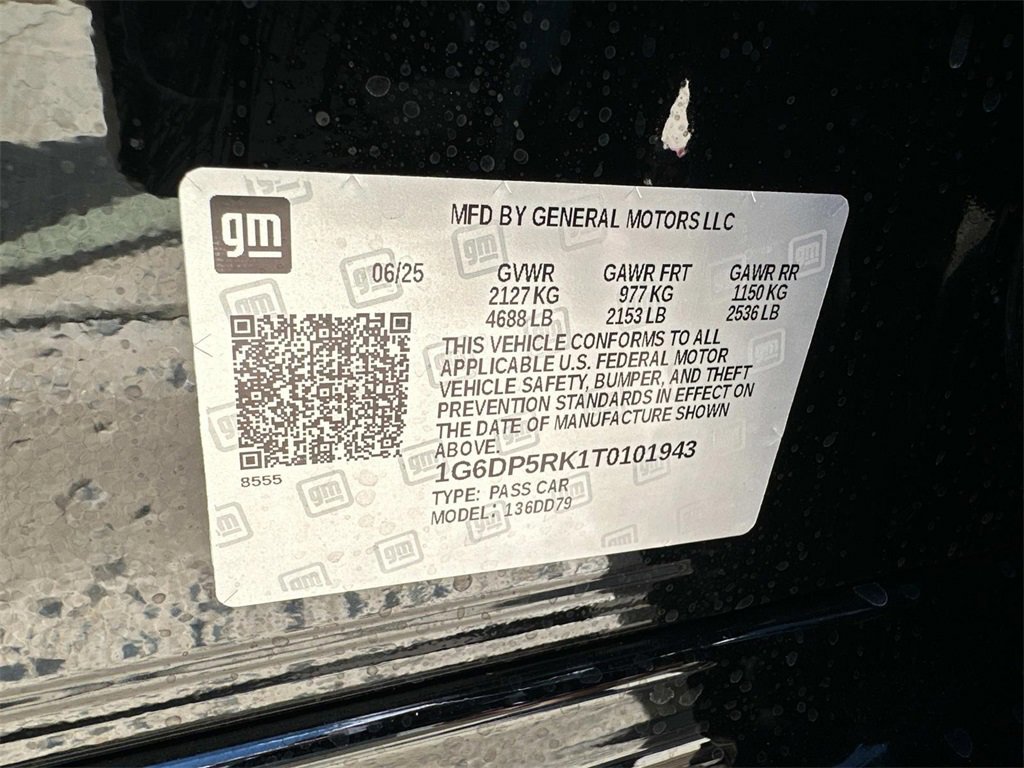 gm
MFD BY GENERAL MOTORS LLC
06/25 GVWR GAWR FRT GAWR RR
2127 KG 977 KG 1150 KG
4688 LB 2153 LB 2536 LB
THIS VEHICLE CONFORMS TO ALL
APPLICABLE U.S. FEDERAL MOTOR
VEHICLE SAFETY, BUMPER, AND THEFT
PREVENTION STANDARDS IN EFFECT ON
THE DATE OF MANUFACTURE SHOWN
ABOVE.
8555
1G6DP5RK1T0101943
TYPE: PASS CAR
MODEL: 136DD79